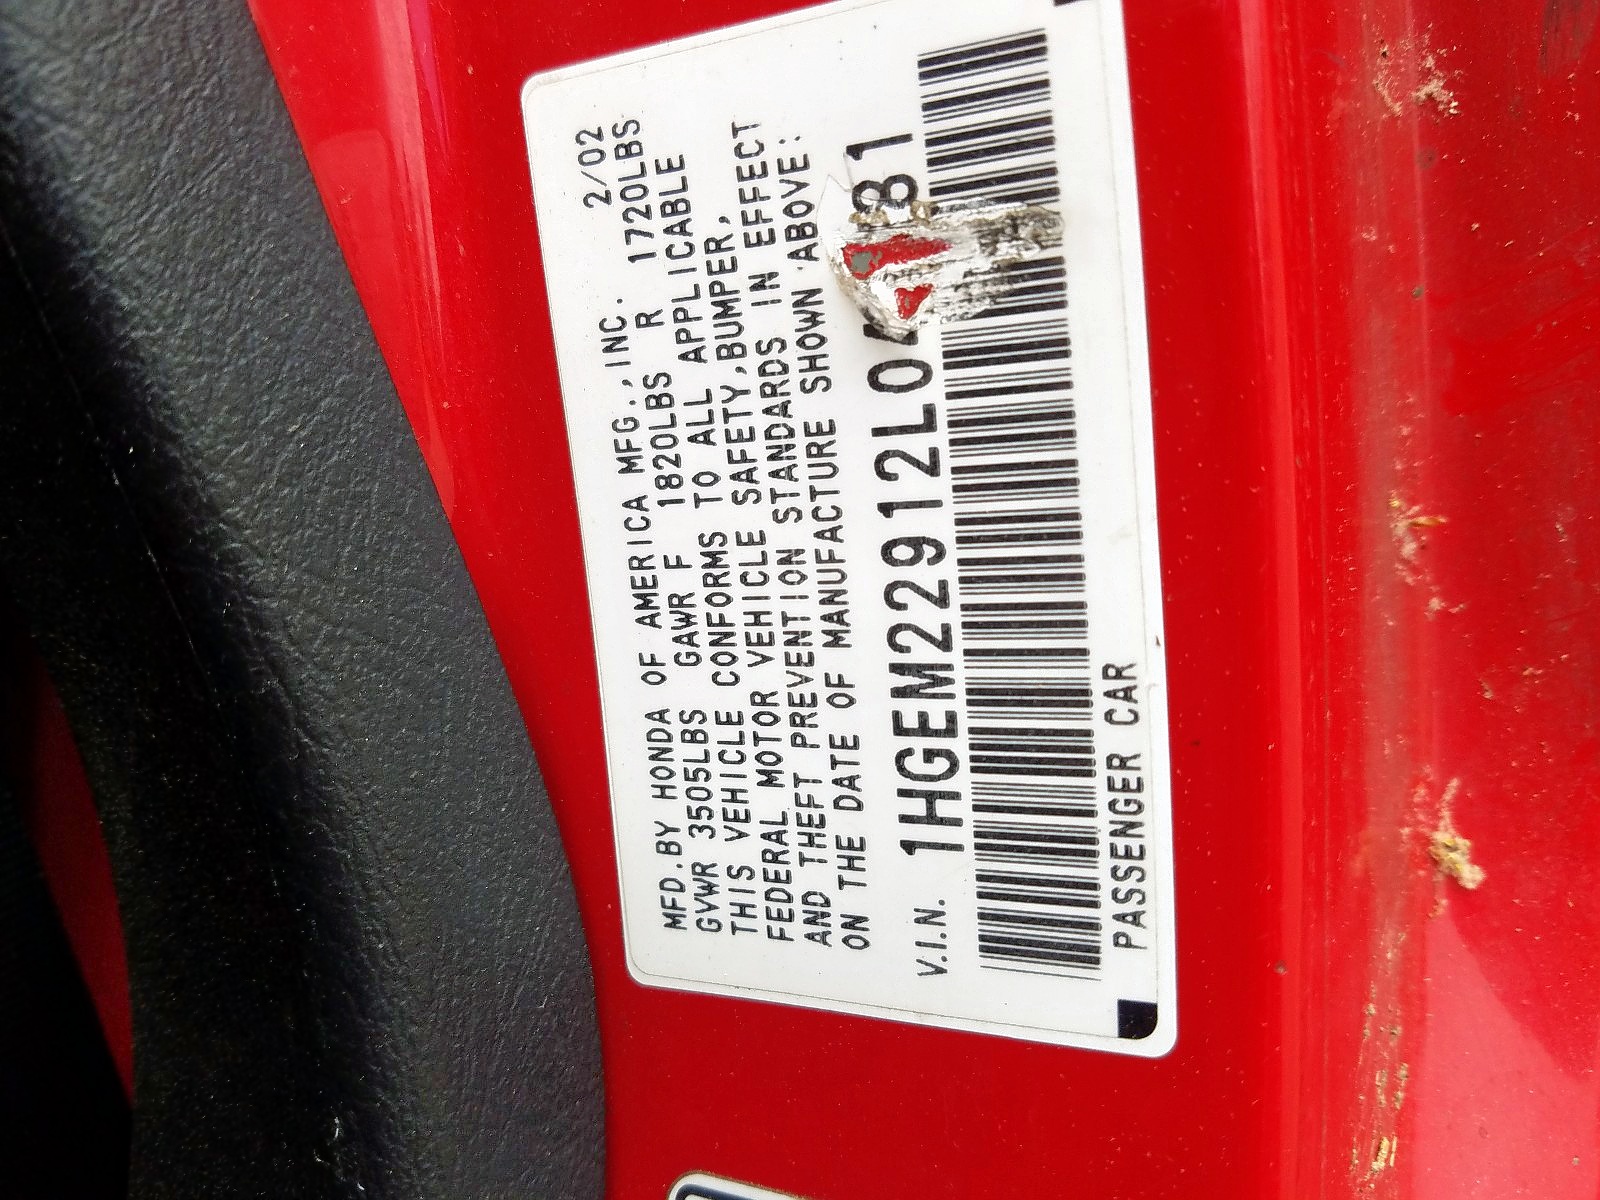 MFD.BY HONDA OF AMERICA MFG.,INC. 2/02
GVWR 3505LBS GAWR F 1820LBS R 1720LBS
THIS VEHICLE CONFORMS TO ALL APPLICABLE
FEDERAL MOTOR VEHICLE SAFETY,BUMPER,
AND THEFT PREVENTION STANDARDS IN EFFECT
ON THE DATE OF MANUFACTURE SHOWN ABOVE:
V.I.N.
PASSENGER CAR